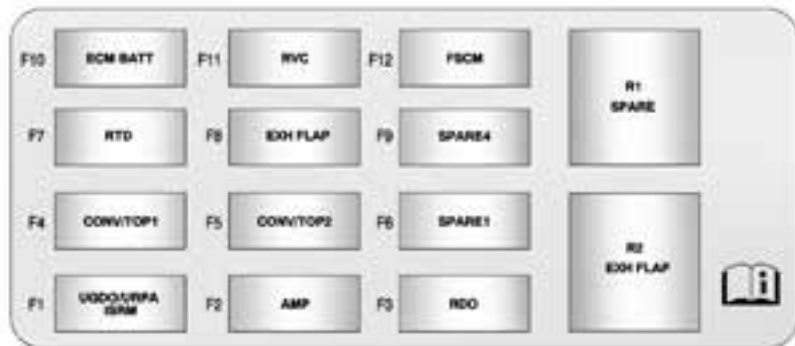 F10 ECM BATT F11 RVC F12 FSCM
R1
SPARE
F7 RTD F8 EXH FLAP F9 SPARE4
F4 CONV/TOP1 F5 CONV/TOP2 F6 SPARE1
R2
EXH FLAP
F1 UGDO/URPA
ISRM
F2 AMP F3 RDO
i